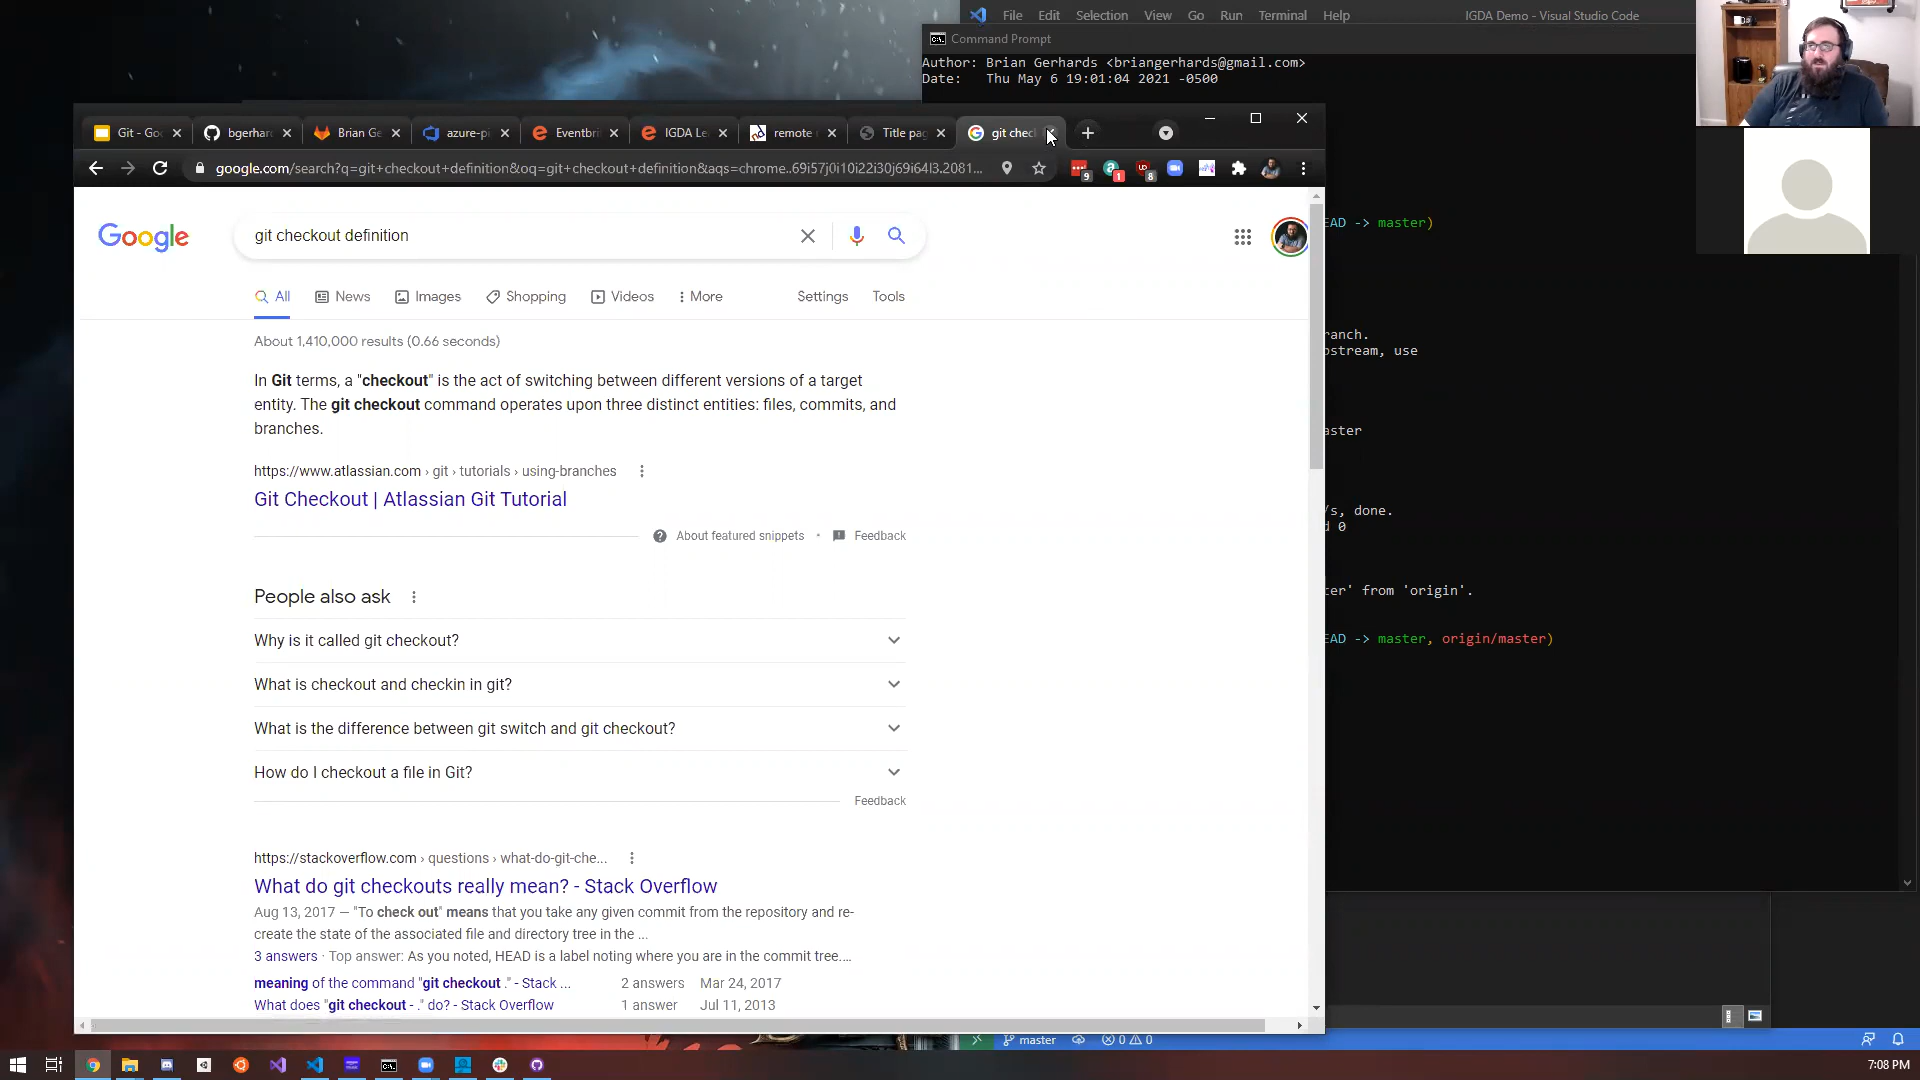 File Edit Selection View Go Run Terminal Help IGDA Demo - Visual Studio Code
Command Prompt
Author: Brian Gerhards <briangerhards@gmail.com>
Date: Thu May 6 19:01:04 2021 -0500
Git - Goo bgerhar Brian Ge azure-pi Eventbri IGDA Le remote Title pag git chec
google.com/search?q=git+checkout+definition&oq=git+checkout+definition&aqs=chrome..69i57j0i10i22i30j69i64l3.2081...
9 1 8
Google
git checkout definition
EAD -> master)
All News Images Shopping Videos More Settings Tools
About 1,410,000 results (0.66 seconds)
ranch.
ostream, use
In Git terms, a "checkout" is the act of switching between different versions of a target
entity. The git checkout command operates upon three distinct entities: files, commits, and
branches.
aster
https://www.atlassian.com › git › tutorials › using-branches
Git Checkout | Atlassian Git Tutorial
/s, done.
d 0
About featured snippets • Feedback
ter' from 'origin'.
People also ask
Why is it called git checkout?
EAD -> master, origin/master)
What is checkout and checkin in git?
What is the difference between git switch and git checkout?
How do I checkout a file in Git?
Feedback
https://stackoverflow.com › questions › what-do-git-che...
What do git checkouts really mean? - Stack Overflow
Aug 13, 2017 — "To check out" means that you take any given commit from the repository and re-
create the state of the associated file and directory tree in the ...
3 answers · Top answer: As you noted, HEAD is a label noting where you are in the commit tree....
meaning of the command "git checkout ." - Stack ... 2 answers Mar 24, 2017
What does "git checkout - ." do? - Stack Overflow 1 answer Jul 11, 2013
master 0 0
7:08 PM